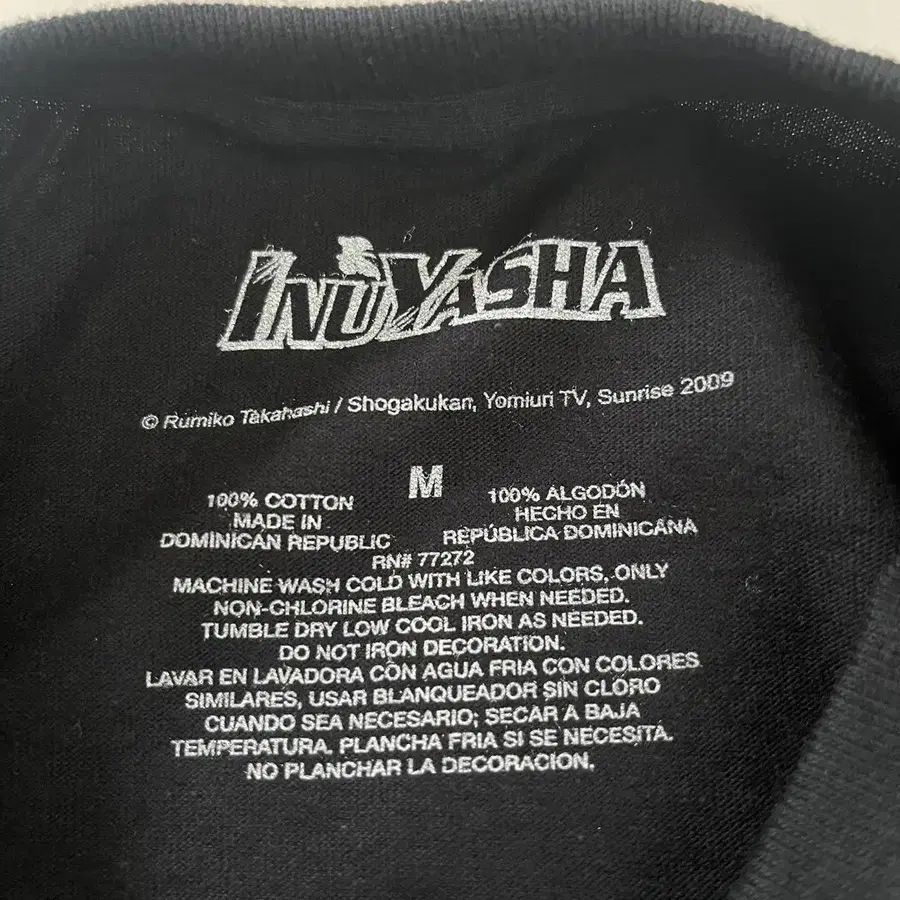 INUYASHA
© Rumiko Takahashi / Shogakukan, Yomiuri TV, Sunrise 2009
M
100% COTTON
MADE IN
DOMINICAN REPUBLIC
100% ALGODÓN
HECHO EN
REPÚBLICA DOMINICANA
RN# 77272
MACHINE WASH COLD WITH LIKE COLORS, ONLY
NON-CHLORINE BLEACH WHEN NEEDED.
TUMBLE DRY LOW COOL IRON AS NEEDED.
DO NOT IRON DECORATION.
LAVAR EN LAVADORA CON AGUA FRIA CON COLORES
SIMILARES, USAR BLANQUEADOR SIN CLORO
CUANDO SEA NECESARIO; SECAR A BAJA
TEMPERATURA. PLANCHA FRIA SI SE NECESITA.
NO PLANCHAR LA DECORACION.